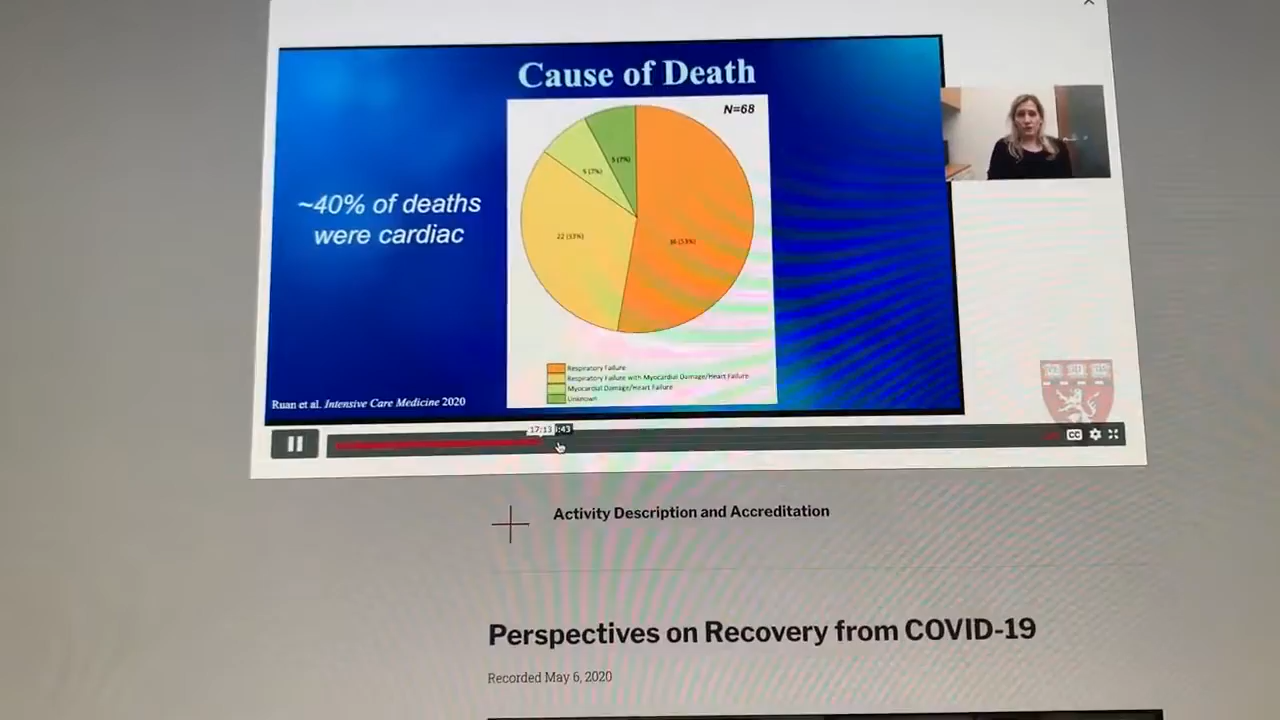 Cause of Death
N=68
5 (7%)
5 (7%)
~40% of deaths
were cardiac
22 (33%)
36 (53%)
Respiratory Failure
Respiratory Failure with Myocardial Damage/Heart Failure
Myocardial Damage/Heart Failure
Unknown
Ruan et al. Intensive Care Medicine 2020
17:13
:43
CC
Activity Description and Accreditation
Perspectives on Recovery from COVID-19
Recorded May 6, 2020